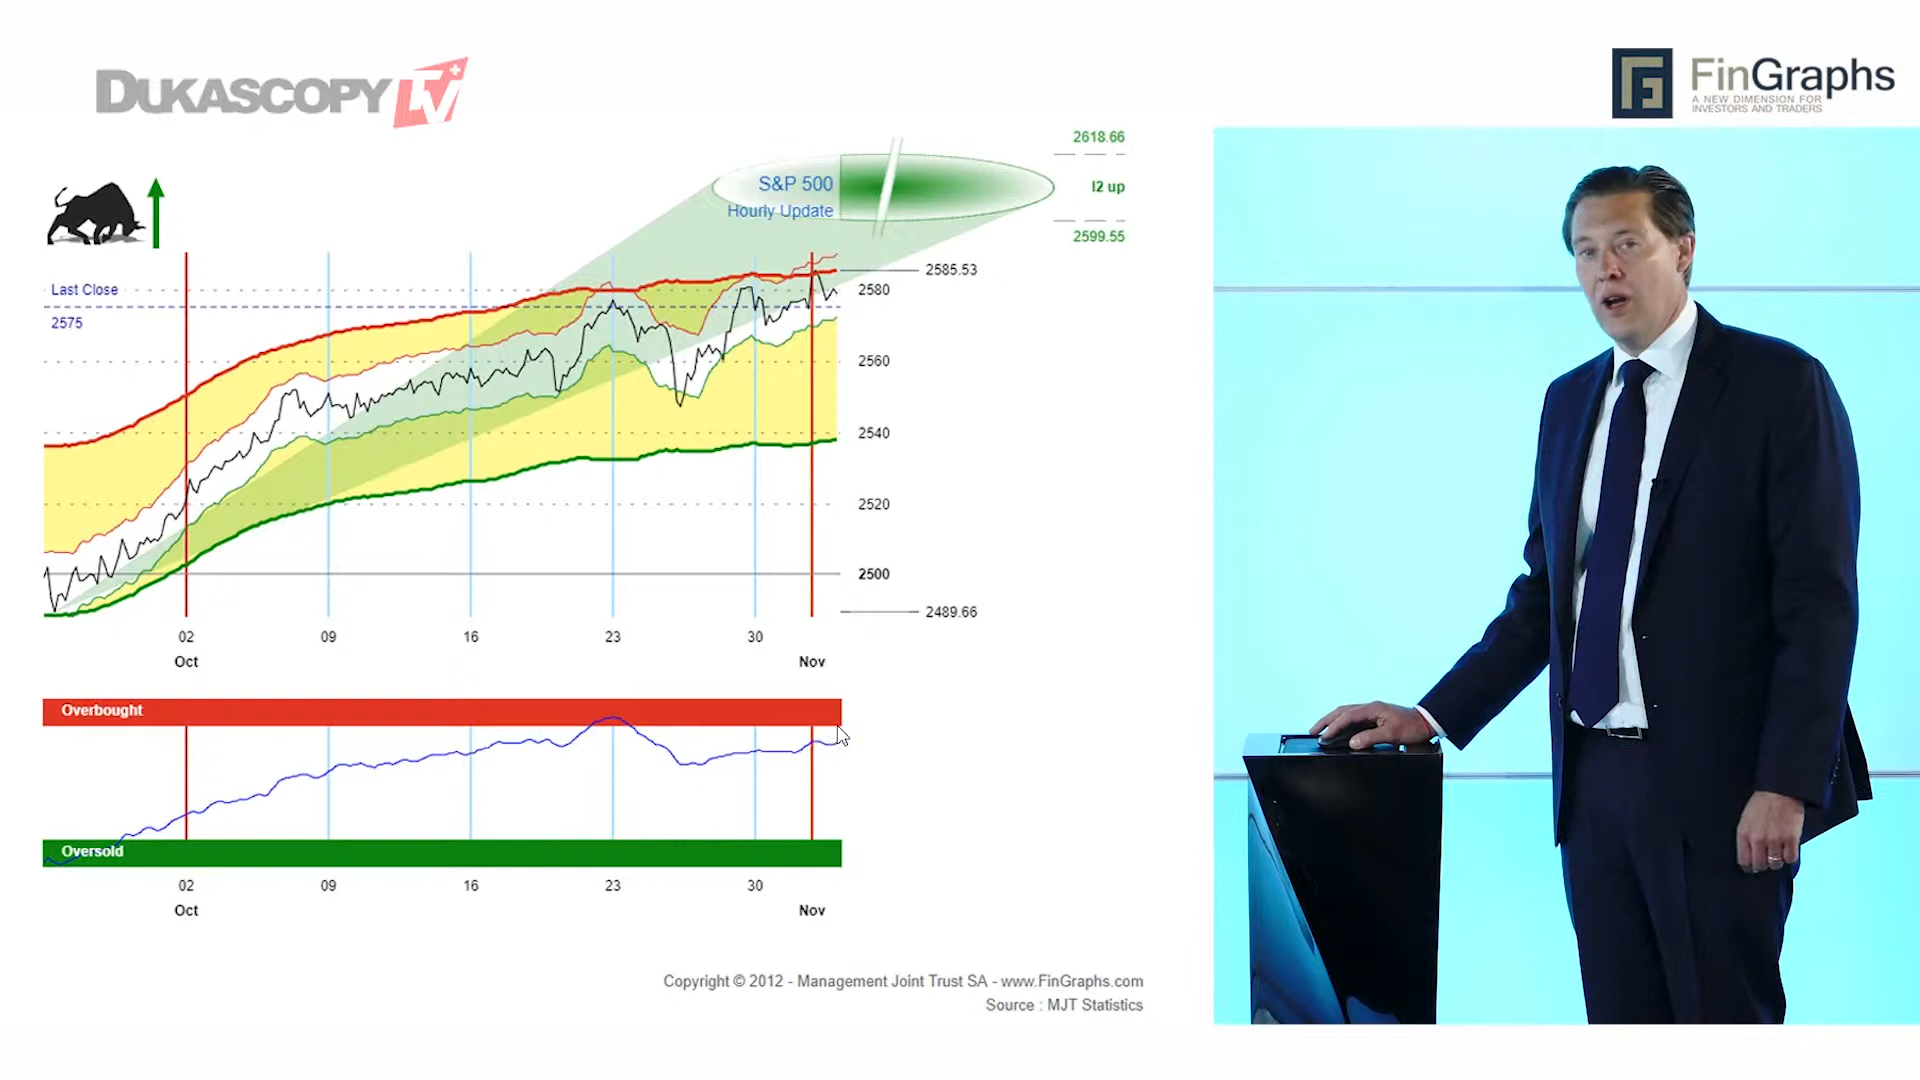 DUKASCOPY TV
FinGraphs
A NEW DIMENSION FOR
INVESTORS AND TRADERS
2618.66
S&P 500
I2 up
Hourly Update
2599.55
2585.53
Last Close
2580
2575
2560
2540
2520
2500
2489.66
02 09 16 23 30
Oct Nov
Overbought
Oversold
02 09 16 23 30
Oct Nov
Copyright © 2012 - Management Joint Trust SA - www.FinGraphs.com
Source : MJT Statistics